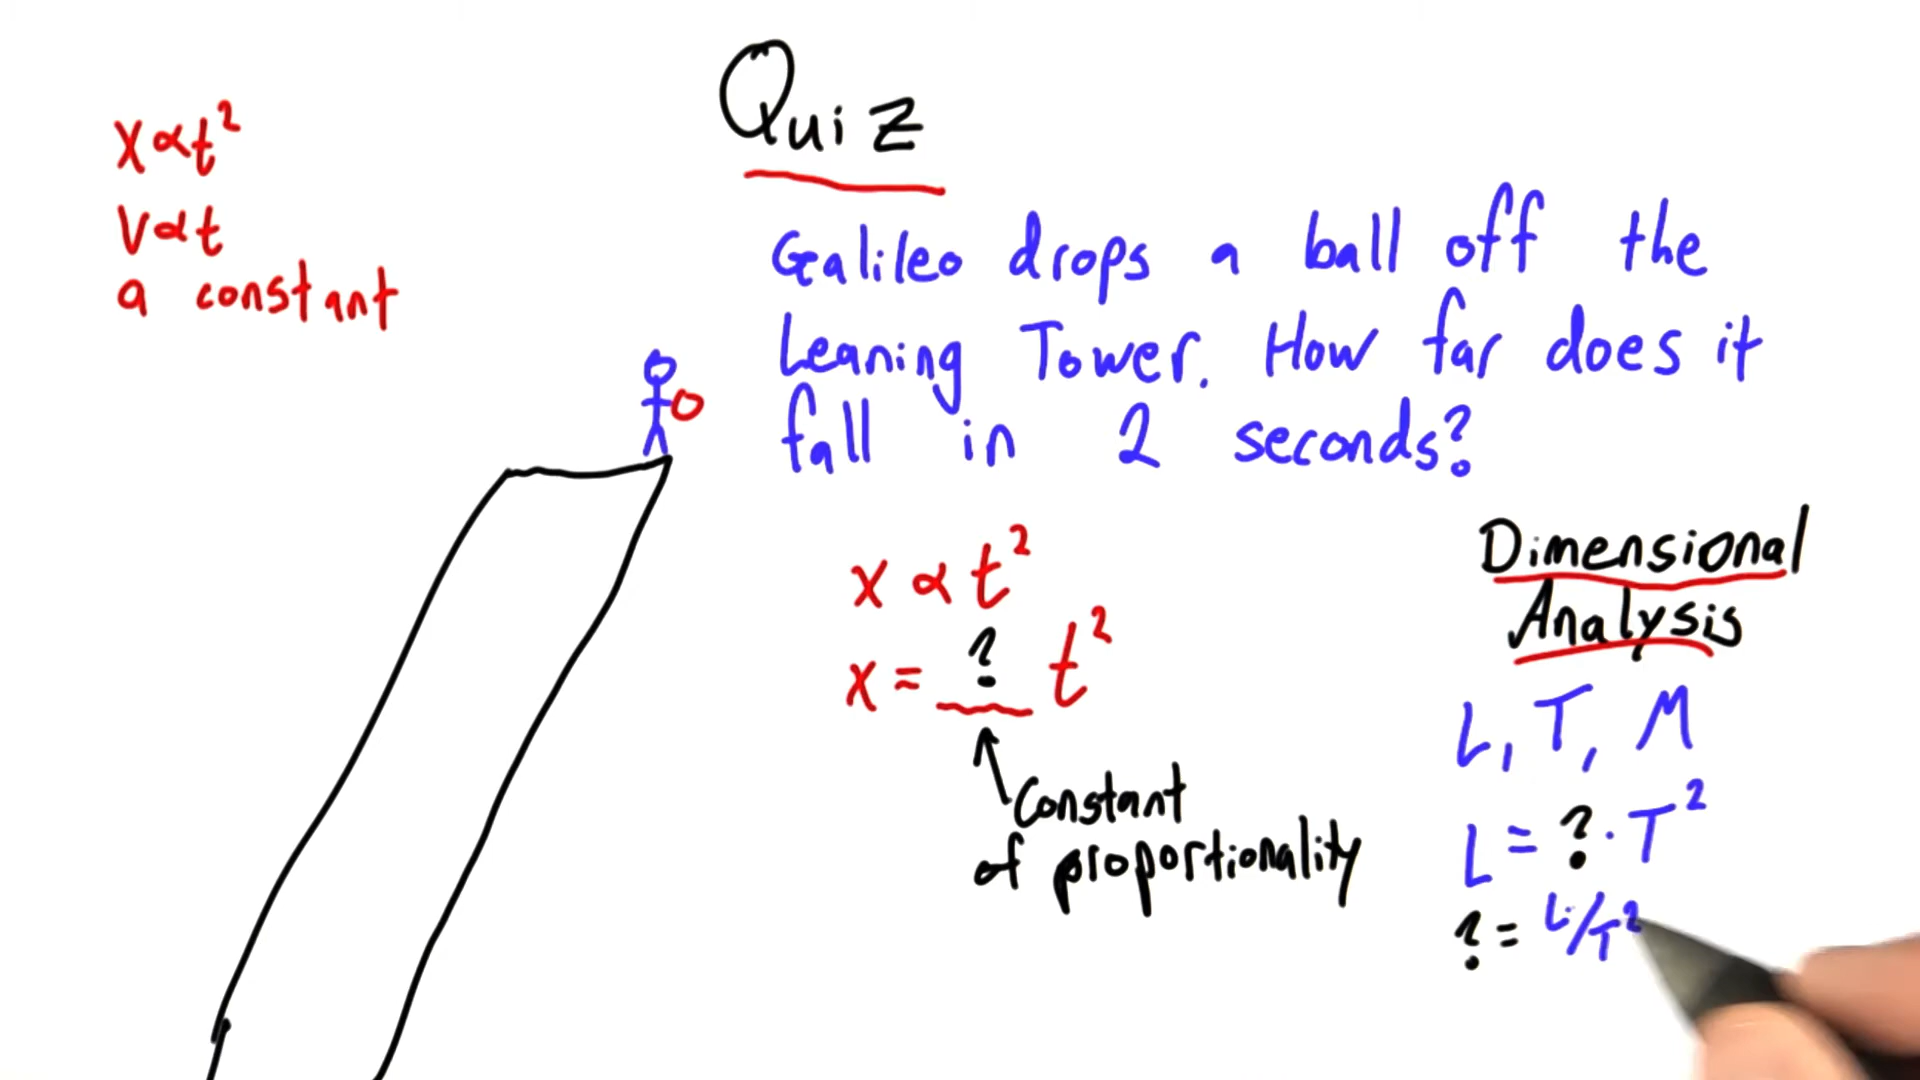 Quiz
x∝t²
v∝t
a constant
Galileo drops a ball off the
Leaning Tower. How far does it
fall in 2 seconds?
x ∝ t²
x = ? t²
Constant
of proportionality
Dimensional
Analysis
L, T, M
L = ? · T²
? = L/T²